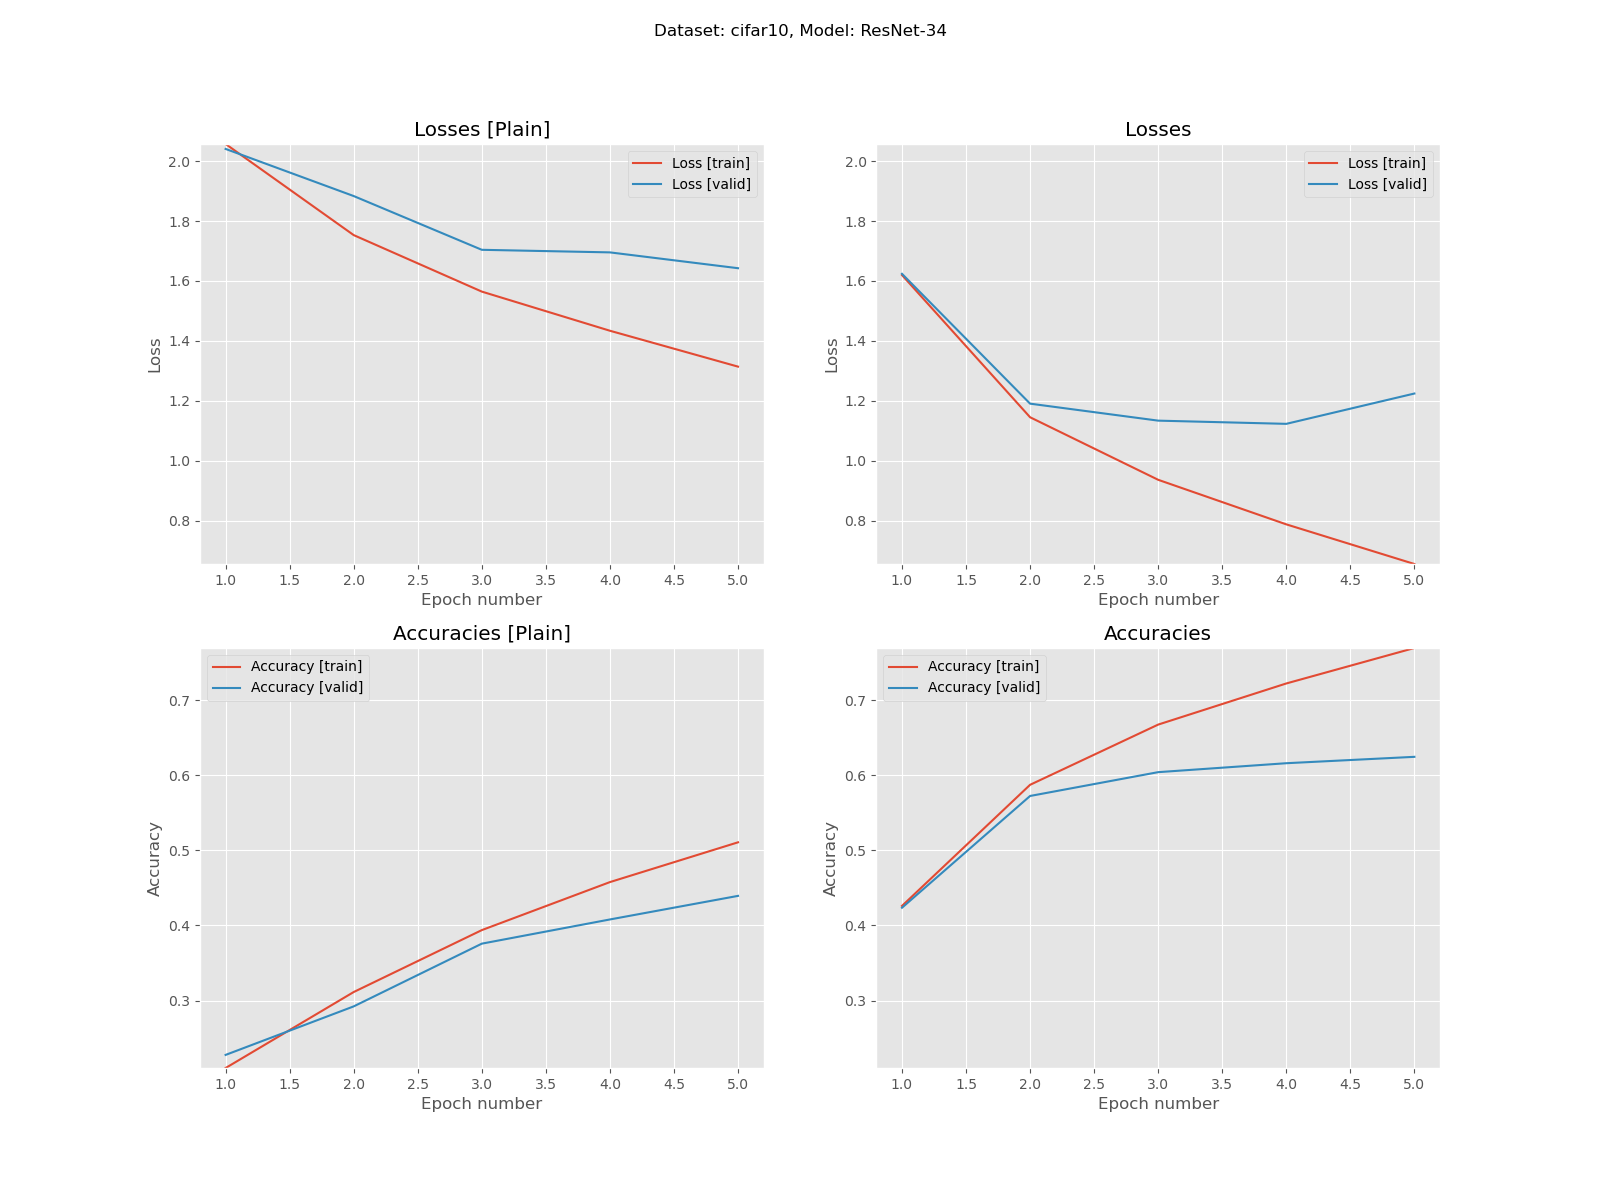 Dataset: cifar10, Model: ResNet-34
Losses [Plain]
Loss [train]
Loss [valid]
2.0
1.8
1.6
1.4
1.2
1.0
0.8
Loss
1.0 1.5 2.0 2.5 3.0 3.5 4.0 4.5 5.0
Epoch number
Losses
Loss [train]
Loss [valid]
2.0
1.8
1.6
1.4
1.2
1.0
0.8
Loss
1.0 1.5 2.0 2.5 3.0 3.5 4.0 4.5 5.0
Epoch number
Accuracies [Plain]
Accuracy [train]
Accuracy [valid]
0.7
0.6
0.5
0.4
0.3
Accuracy
1.0 1.5 2.0 2.5 3.0 3.5 4.0 4.5 5.0
Epoch number
Accuracies
Accuracy [train]
Accuracy [valid]
0.7
0.6
0.5
0.4
0.3
Accuracy
1.0 1.5 2.0 2.5 3.0 3.5 4.0 4.5 5.0
Epoch number